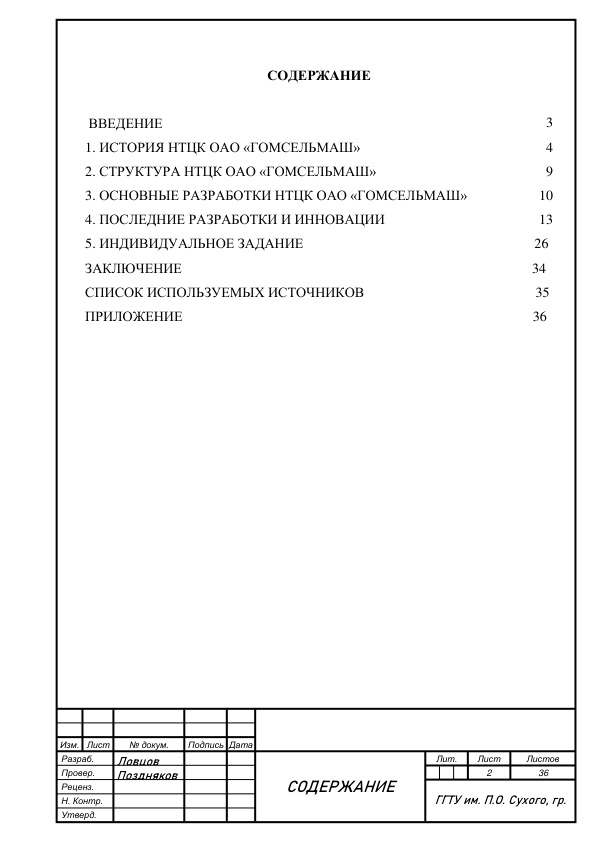 СОДЕРЖАНИЕ
ВВЕДЕНИЕ 3
1. ИСТОРИЯ НТЦК ОАО «ГОМСЕЛЬМАШ» 4
2. СТРУКТУРА НТЦК ОАО «ГОМСЕЛЬМАШ» 9
3. ОСНОВНЫЕ РАЗРАБОТКИ НТЦК ОАО «ГОМСЕЛЬМАШ» 10
4. ПОСЛЕДНИЕ РАЗРАБОТКИ И ИННОВАЦИИ 13
5. ИНДИВИДУАЛЬНОЕ ЗАДАНИЕ 26
ЗАКЛЮЧЕНИЕ 34
СПИСОК ИСПОЛЬЗУЕМЫХ ИСТОЧНИКОВ 35
ПРИЛОЖЕНИЕ 36
Изм. Лист № докум. Подпись Дата
Разраб. Ловцов
Провер. Поздняков
Реценз.
Н. Контр.
Утверд.
СОДЕРЖАНИЕ
Лит. Лист Листов
2 36
ГГТУ им. П.О. Сухого, гр.